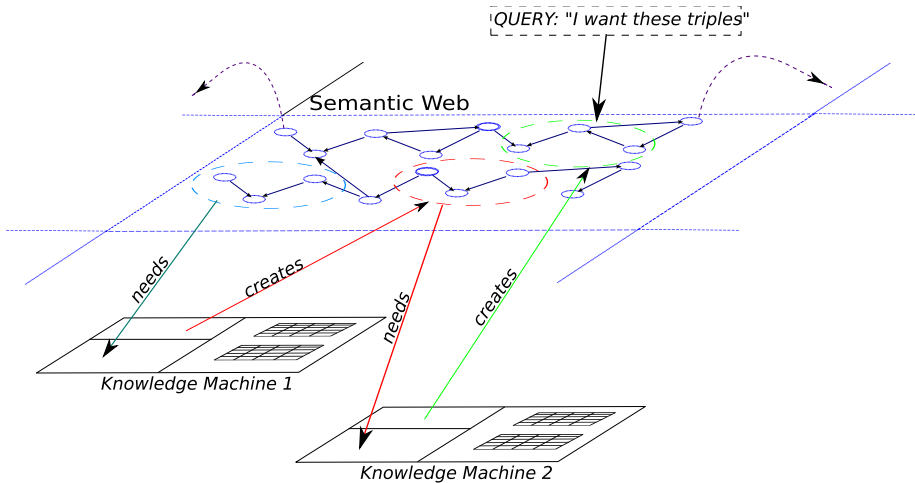 QUERY: "I want these triples"
Semantic Web
needs
creates
needs
creates
Knowledge Machine 1
Knowledge Machine 2